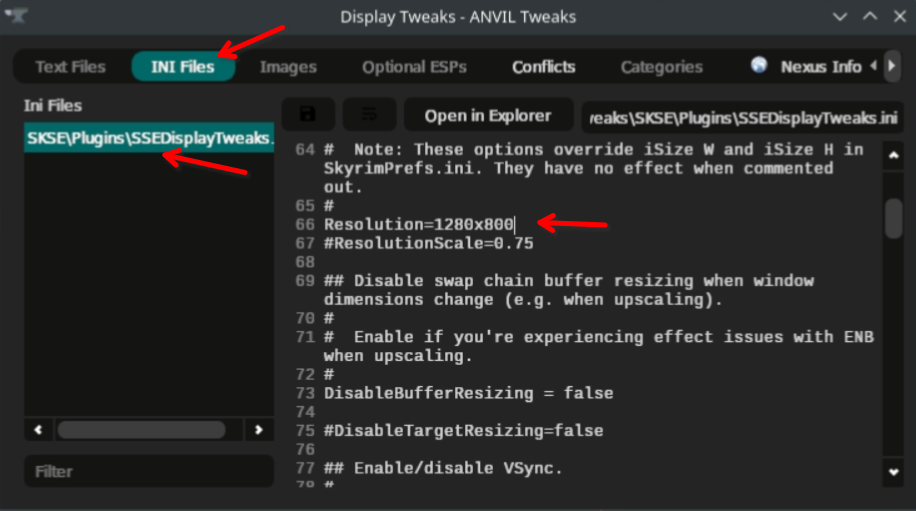 Display Tweaks - ANVIL Tweaks
Text Files
INI Files
Images
Optional ESPs
Conflicts
Categories
Nexus Info
Ini Files
SKSE\Plugins\SSEDisplayTweaks.
Filter
Open in Explorer
reaks\SKSE\Plugins\SSEDisplayTweaks.ini
64 #  Note: These options override iSize W and iSize H in
SkyrimPrefs.ini. They have no effect when commented
out.
65 #
66 Resolution=1280x800
67 #ResolutionScale=0.75
68
69 ## Disable swap chain buffer resizing when window
dimensions change (e.g. when upscaling).
70 #
71 #  Enable if you're experiencing effect issues with ENB
when upscaling.
72 #
73 DisableBufferResizing = false
74
75 #DisableTargetResizing=false
76
77 ## Enable/disable VSync.
78 #